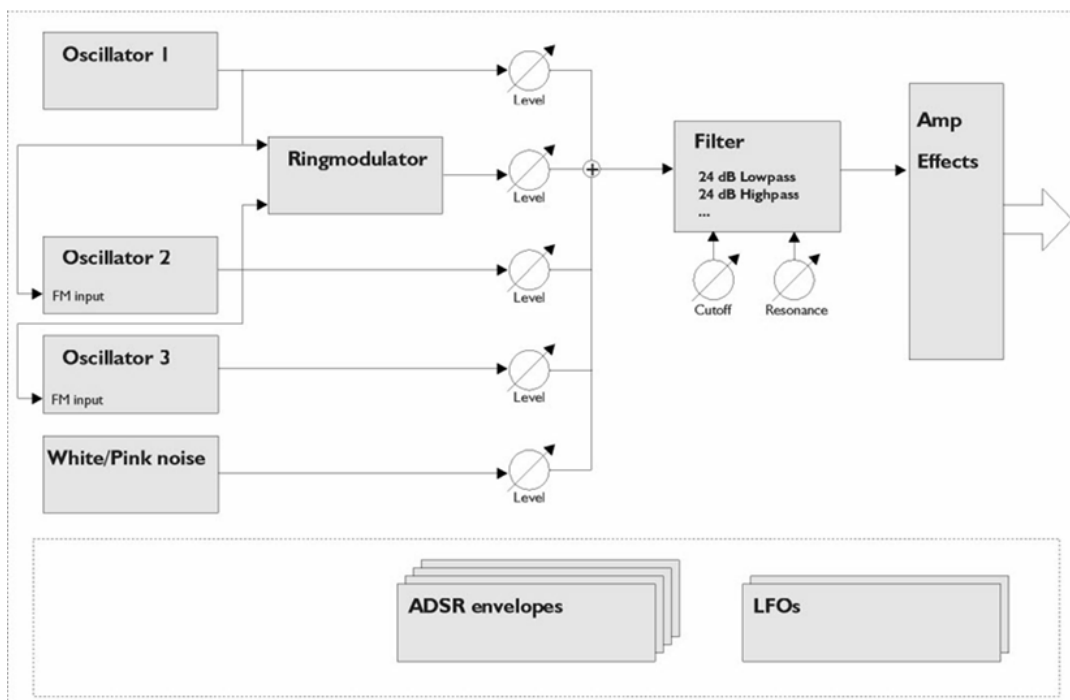 Oscillator 1
Level
Ringmodulator
Level
Oscillator 2
FM input
Level
Oscillator 3
FM input
Level
White/Pink noise
Level
Filter
24 dB Lowpass
24 dB Highpass
...
Cutoff
Resonance
Amp
Effects
ADSR envelopes
LFOs